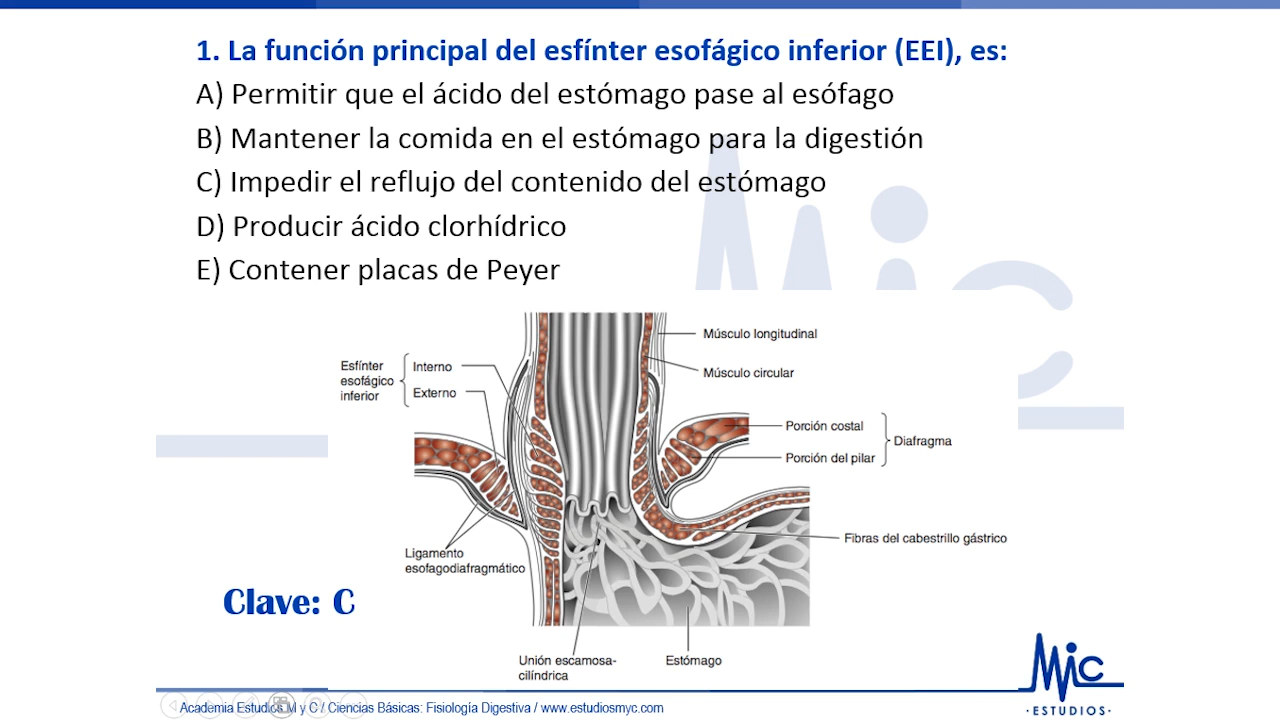 1. La función principal del esfínter esofágico inferior (EEI), es:
A) Permitir que el ácido del estómago pase al esófago
B) Mantener la comida en el estómago para la digestión
C) Impedir el reflujo del contenido del estómago
D) Producir ácido clorhídrico
E) Contener placas de Peyer
Músculo longitudinal
Músculo circular
Esfínter
esofágico
inferior
Interno
Externo
Porción costal
Porción del pilar
Diafragma
Fibras del cabestrillo gástrico
Ligamento
esofagodiafragmático
Clave: C
Unión escamosa-
cilíndrica
Estómago
MiC
·ESTUDIOS·
Academia Estudios M y C / Ciencias Básicas: Fisiología Digestiva / www.estudiosmyc.com